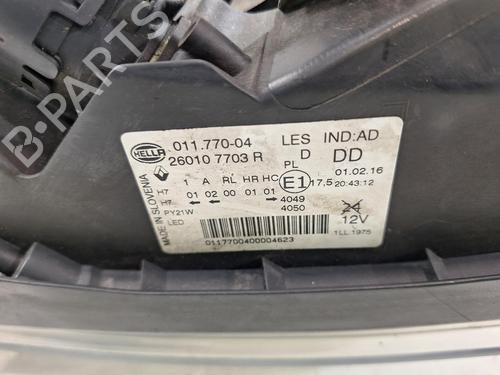 B-PARTS
HELLA
011.770-04 LES IND:AD
26010 7703 R D DD
PL
1 A RL HR HC E1 17,5 01.02.16
20:43:12
H7 01 02 00 01 01
H7 ← ← → 4049
PY21W 4050 24
LED 12V
011770400004623 1LL.1975
MADE IN SLOVENIA